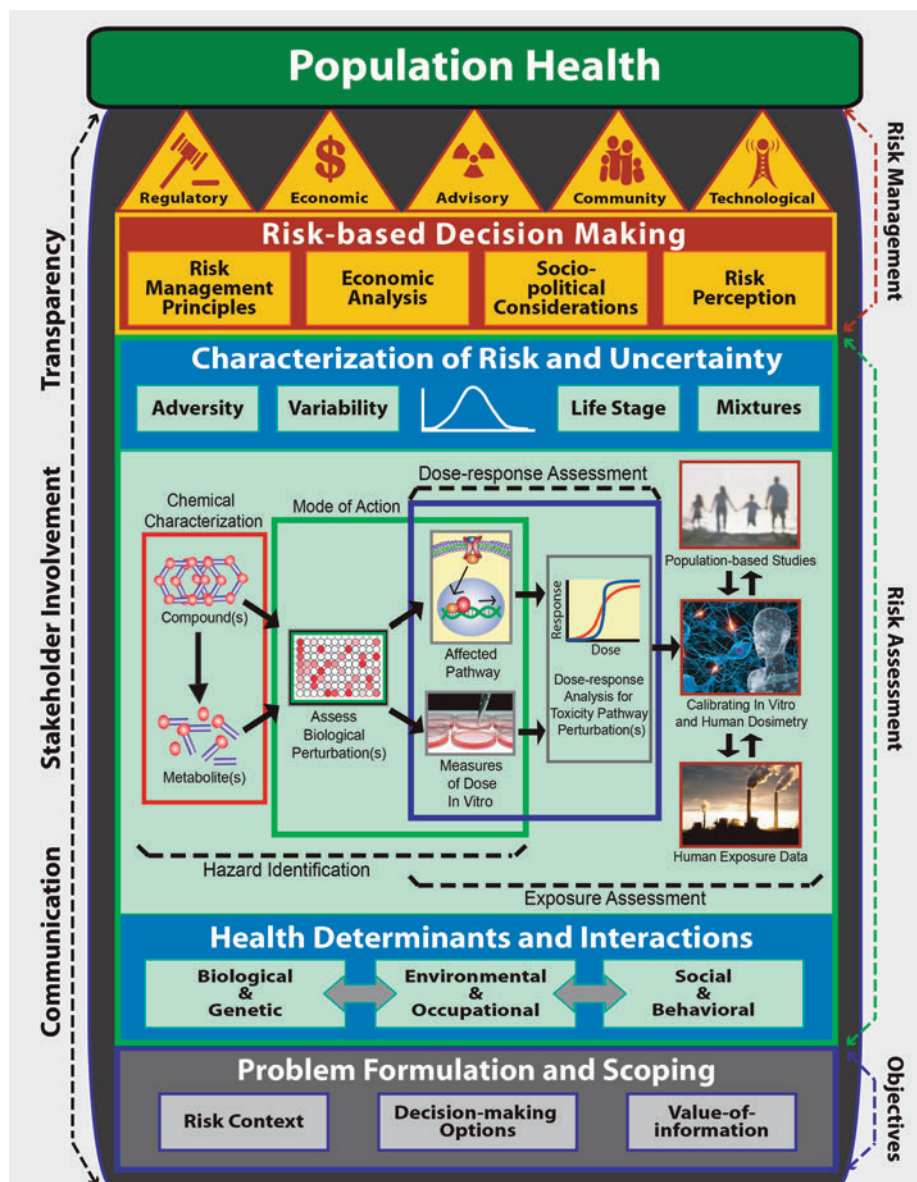 Population Health
Regulatory
Economic
Advisory
Community
Technological
Risk-based Decision Making
Risk
Management
Principles
Economic
Analysis
Socio-
political
Considerations
Risk
Perception
Characterization of Risk and Uncertainty
Adversity
Variability
Life Stage
Mixtures
Chemical
Characterization
Compound(s)
Metabolite(s)
Mode of Action
Assess
Biological
Perturbation(s)
Dose-response Assessment
Affected
Pathway
Measures
of Dose
In Vitro
Response
Dose
Dose-response
Analysis for
Toxicity Pathway
Perturbation(s)
Population-based Studies
Calibrating In Vitro
and Human Dosimetry
Human Exposure Data
Hazard Identification
Exposure Assessment
Health Determinants and Interactions
Biological
&
Genetic
Environmental
&
Occupational
Social
&
Behavioral
Problem Formulation and Scoping
Risk Context
Decision-making
Options
Value-of-
information
Transparency
Stakeholder Involvement
Communication
Risk Management
Risk Assessment
Objectives